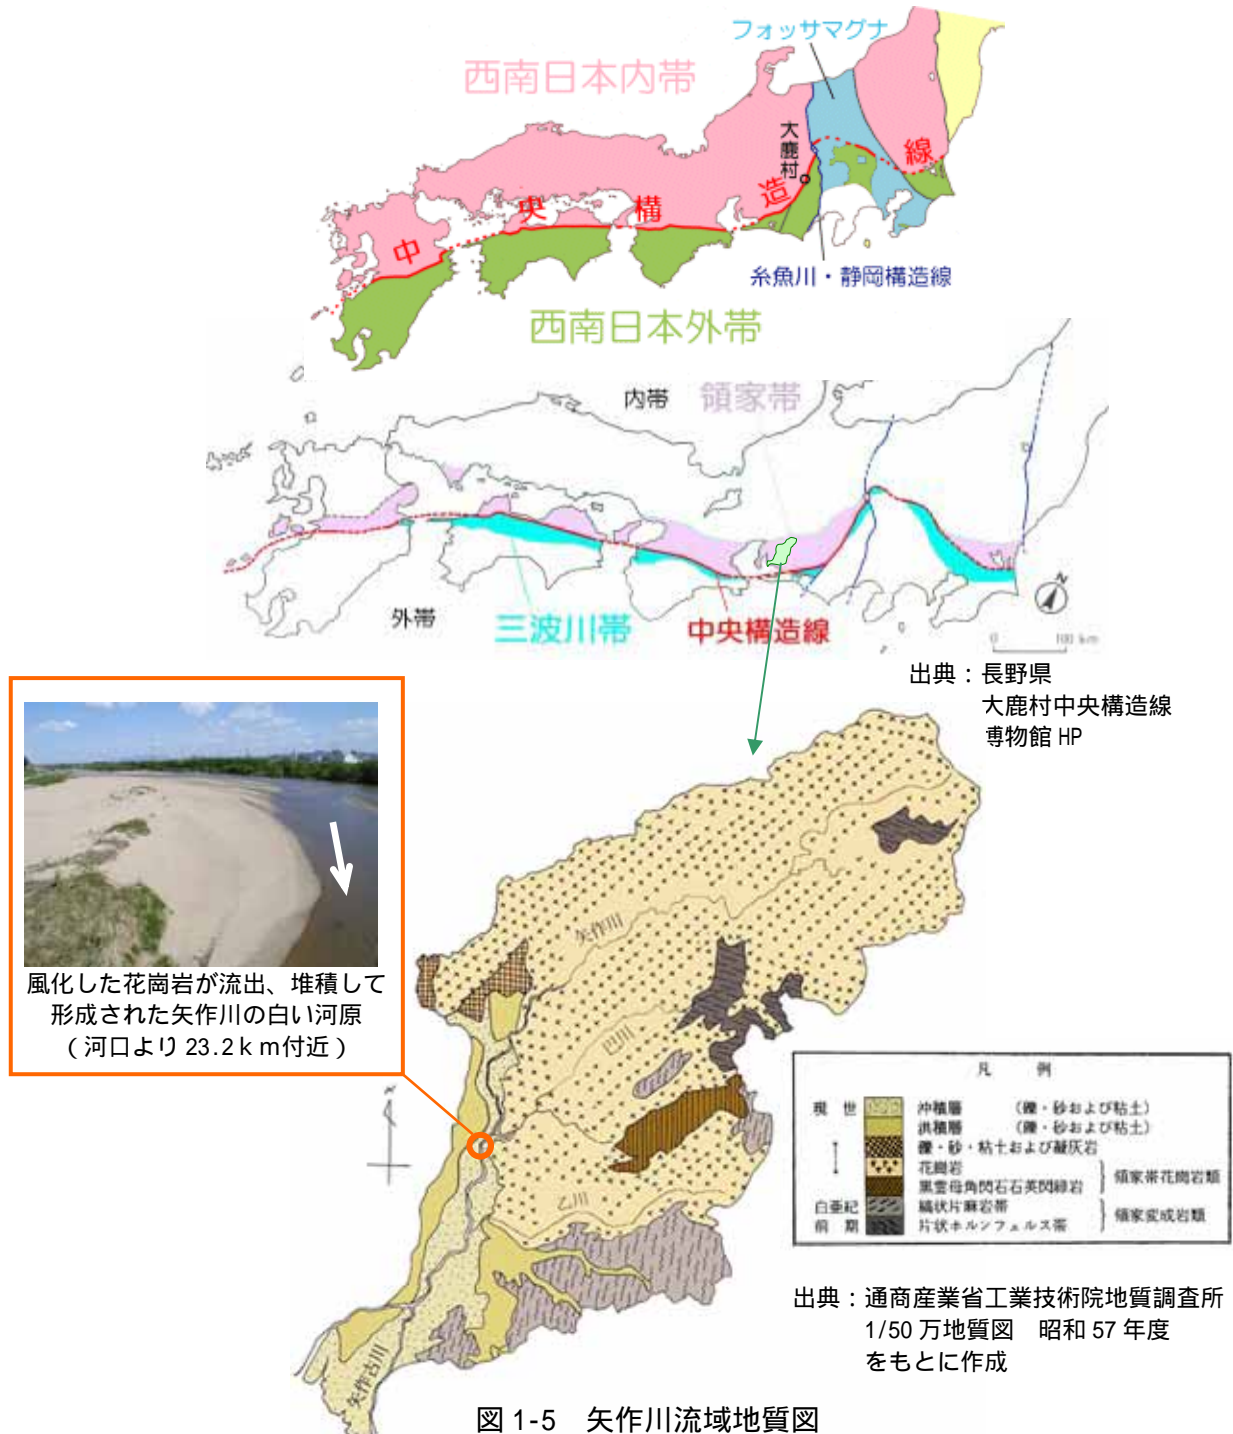 フォッサマグナ
西南日本内帯
大鹿村
中央構造線
糸魚川・静岡構造線
西南日本外帯
内帯
領家帯
外帯
三波川帯
中央構造線
N
0 100 km
出典：長野県
大鹿村中央構造線
博物館 HP
風化した花崗岩が流出、堆積して
形成された矢作川の白い河原
（河口より 23.2ｋｍ付近）
矢作川
巴川
乙川
矢作古川
N
凡 例
現 世
沖積層 （礫・砂および粘土）
洪積層 （礫・砂および粘土）
礫・砂・粘土および凝灰岩
花崗岩
黒雲母角閃石石英閃緑岩
領家帯花崗岩類
白亜紀
前 期
縞状片麻岩帯
片状ホルンフェルス帯
領家変成岩類
出典：通商産業省工業技術院地質調査所
1/50 万地質図　昭和 57 年度
をもとに作成
図 1-5　矢作川流域地質図